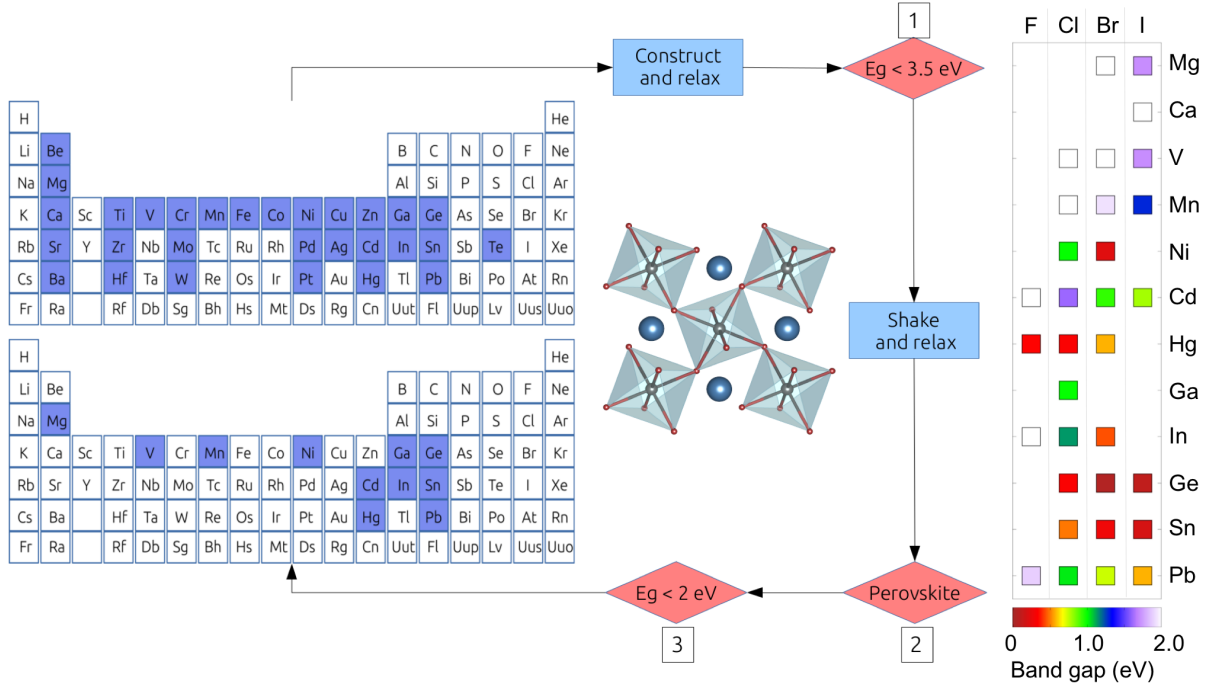 1
F Cl Br I
Construct
and relax
Eg < 3.5 eV
Mg
Ca
V
Mn
Ni
Cd
Hg
Ga
In
Ge
Sn
Pb
H He
Li Be B C N O F Ne
Na Mg Al Si P S Cl Ar
K Ca Sc Ti V Cr Mn Fe Co Ni Cu Zn Ga Ge As Se Br Kr
Rb Sr Y Zr Nb Mo Tc Ru Rh Pd Ag Cd In Sn Sb Te I Xe
Cs Ba Hf Ta W Re Os Ir Pt Au Hg Tl Pb Bi Po At Rn
Fr Ra Rf Db Sg Bh Hs Mt Ds Rg Cn Uut Fl Uup Lv Uus Uuo
Shake
and relax
H He
Li Be B C N O F Ne
Na Mg Al Si P S Cl Ar
K Ca Sc Ti V Cr Mn Fe Co Ni Cu Zn Ga Ge As Se Br Kr
Rb Sr Y Zr Nb Mo Tc Ru Rh Pd Ag Cd In Sn Sb Te I Xe
Cs Ba Hf Ta W Re Os Ir Pt Au Hg Tl Pb Bi Po At Rn
Fr Ra Rf Db Sg Bh Hs Mt Ds Rg Cn Uut Fl Uup Lv Uus Uuo
Eg < 2 eV
Perovskite
3
2
0 1.0 2.0
Band gap (eV)